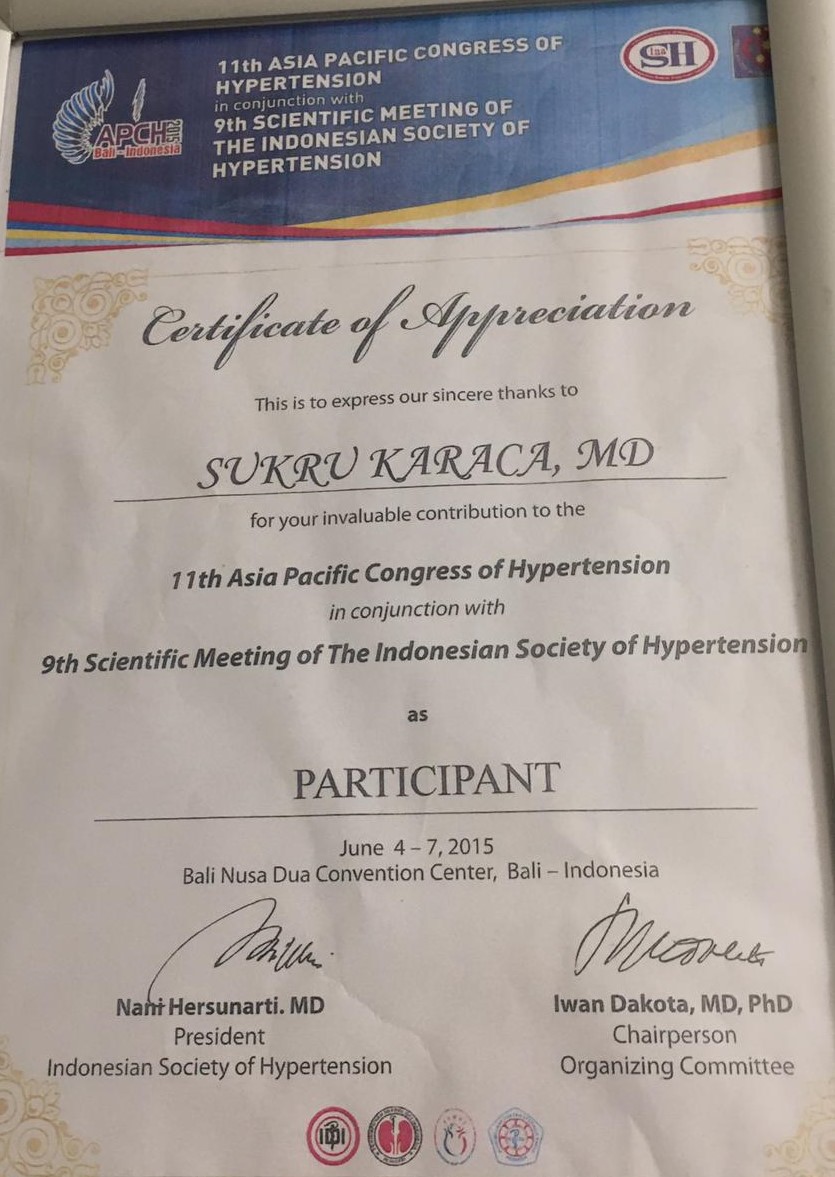 11th ASIA PACIFIC CONGRESS OF
HYPERTENSION
in conjunction with
9th SCIENTIFIC MEETING OF
THE INDONESIAN SOCIETY OF
HYPERTENSION
APCH 2015
Bali - Indonesia
Ina
SH
Certificate of Appreciation
This is to express our sincere thanks to
SUKRU KARACA, MD
for your invaluable contribution to the
11th Asia Pacific Congress of Hypertension
in conjunction with
9th Scientific Meeting of The Indonesian Society of Hypertension
as
PARTICIPANT
June 4 – 7, 2015
Bali Nusa Dua Convention Center, Bali – Indonesia
Nani Hersunarti. MD
President
Indonesian Society of Hypertension
Iwan Dakota, MD, PhD
Chairperson
Organizing Committee
IDI